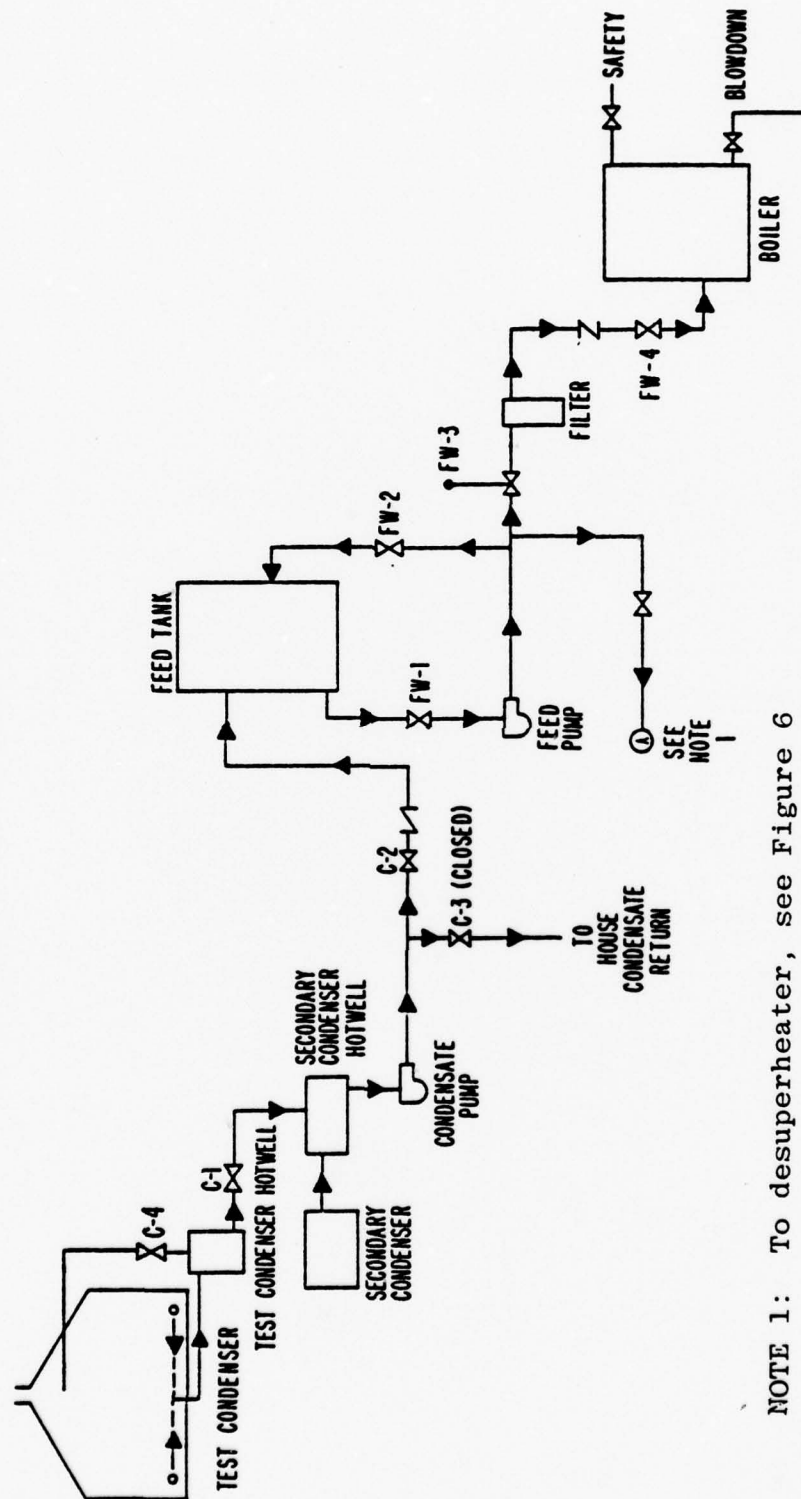 TEST CONDENSER
C-4
TEST CONDENSER HOTWELL
C-1
SECONDARY
CONDENSER
SECONDARY
CONDENSER
HOTWELL
CONDENSATE
PUMP
C-2
C-3 (CLOSED)
TO
HOUSE
CONDENSATE
RETURN
FEED TANK
FW-1
FEED
PUMP
FW-2
FW-3
A
SEE
NOTE
1
FILTER
FW-4
BOILER
SAFETY
BLOWDOWN
NOTE 1: To desuperheater, see Figure 6